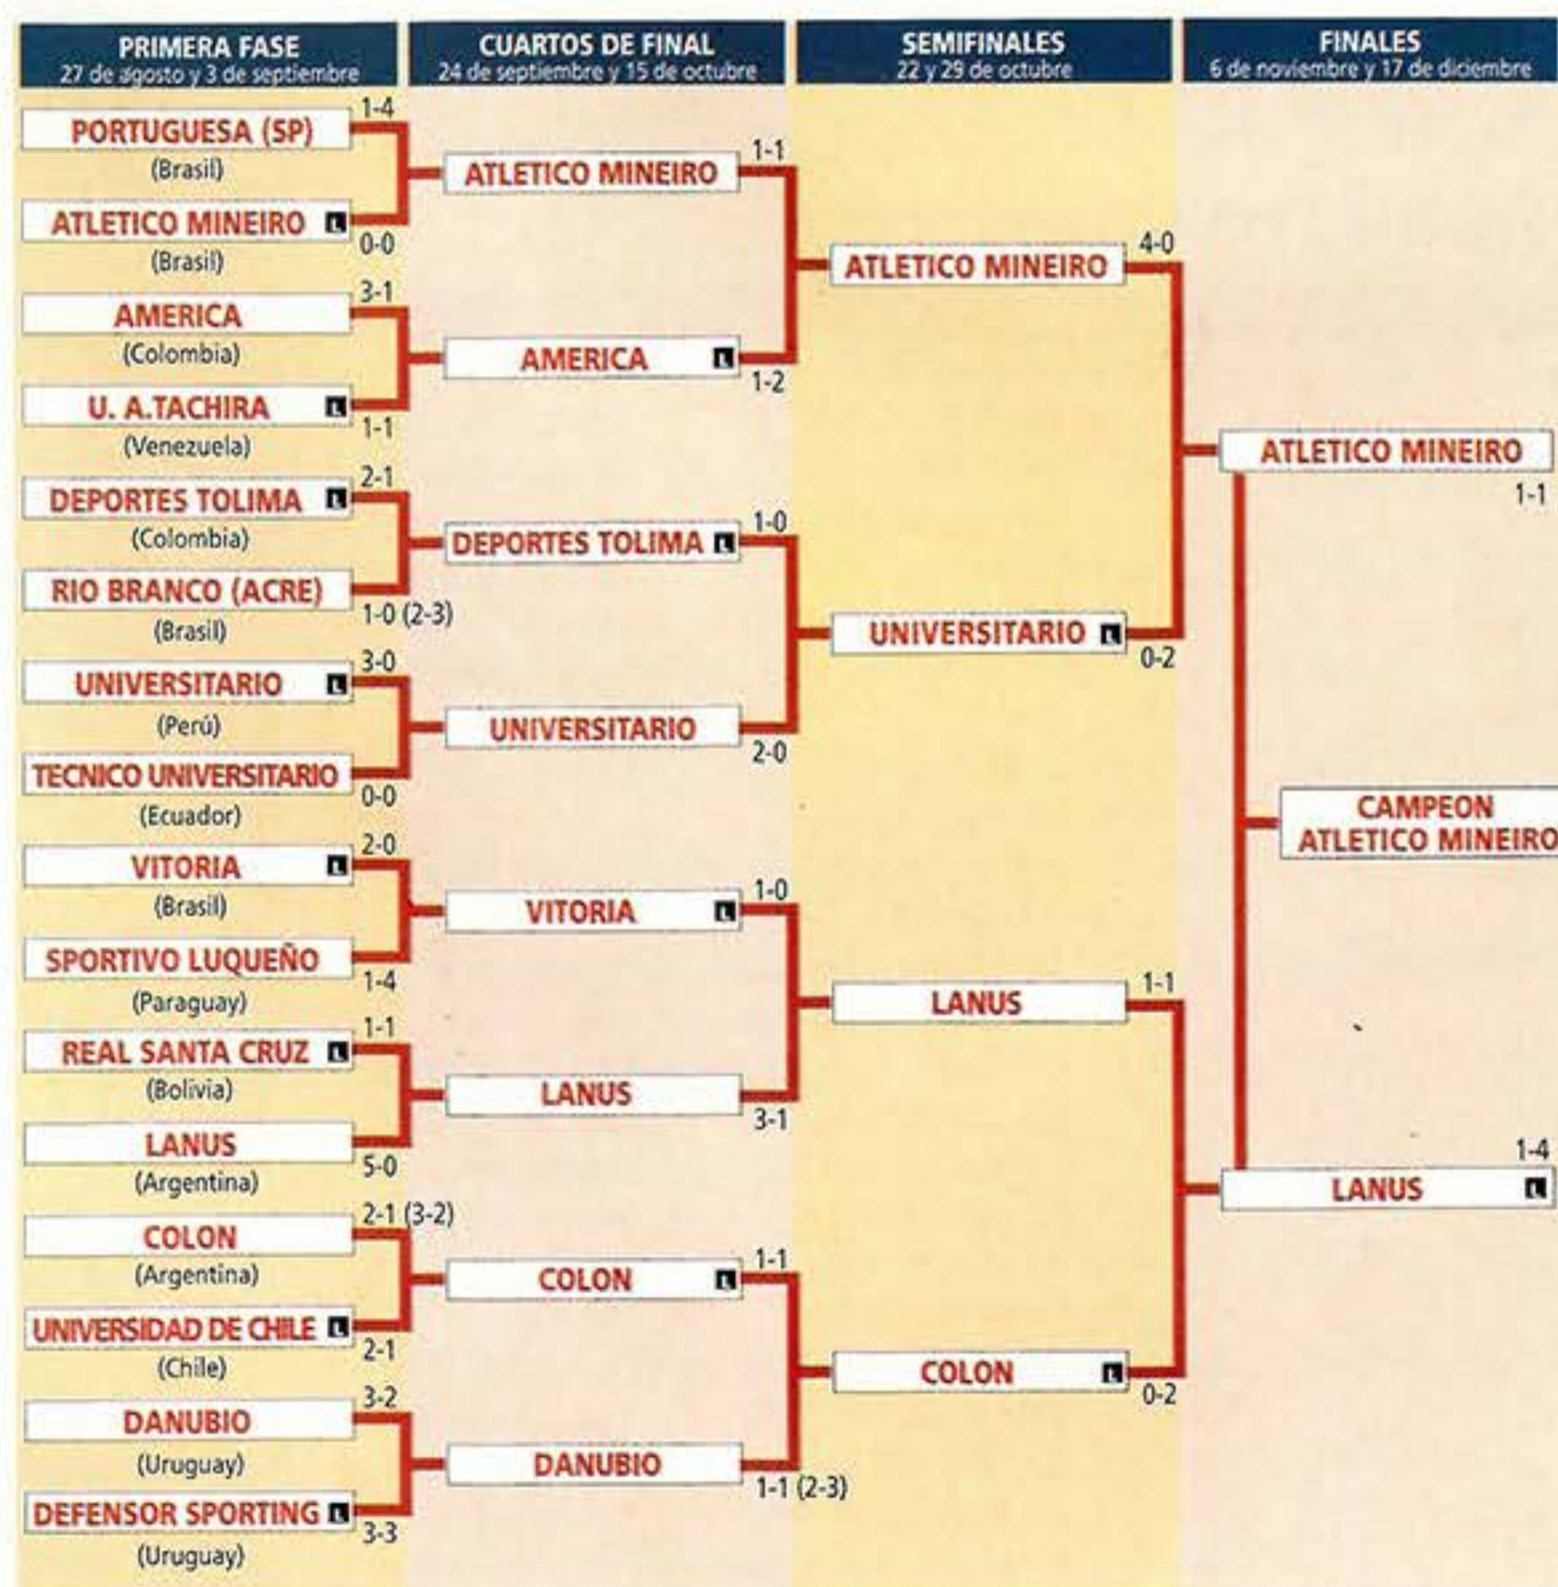 PRIMERA FASE
27 de agosto y 3 de septiembre
1-4
PORTUGUESA (SP)
(Brasil)
ATLETICO MINEIRO L
0-0
(Brasil)
3-1
AMERICA
(Colombia)
U. A.TACHIRA L
1-1
(Venezuela)
2-1
DEPORTES TOLIMA L
(Colombia)
RIO BRANCO (ACRE)
1-0 (2-3)
(Brasil)
3-0
UNIVERSITARIO L
(Perú)
TECNICO UNIVERSITARIO
0-0
(Ecuador)
2-0
VITORIA L
(Brasil)
SPORTIVO LUQUEÑO
1-4
(Paraguay)
1-1
REAL SANTA CRUZ L
(Bolivia)
LANUS
5-0
(Argentina)
2-1 (3-2)
COLON
(Argentina)
UNIVERSIDAD DE CHILE L
2-1
(Chile)
3-2
DANUBIO
(Uruguay)
DEFENSOR SPORTING L
3-3
(Uruguay)
CUARTOS DE FINAL
24 de septiembre y 15 de octubre
1-1
ATLETICO MINEIRO
AMERICA L
1-2
1-0
DEPORTES TOLIMA L
UNIVERSITARIO
2-0
1-0
VITORIA L
LANUS
3-1
1-1
COLON L
DANUBIO
1-1 (2-3)
SEMIFINALES
22 y 29 de octubre
4-0
ATLETICO MINEIRO
UNIVERSITARIO L
0-2
1-1
LANUS
COLON L
0-2
FINALES
6 de noviembre y 17 de diciembre
ATLETICO MINEIRO
1-1
CAMPEON
ATLETICO MINEIRO
1-4
LANUS L